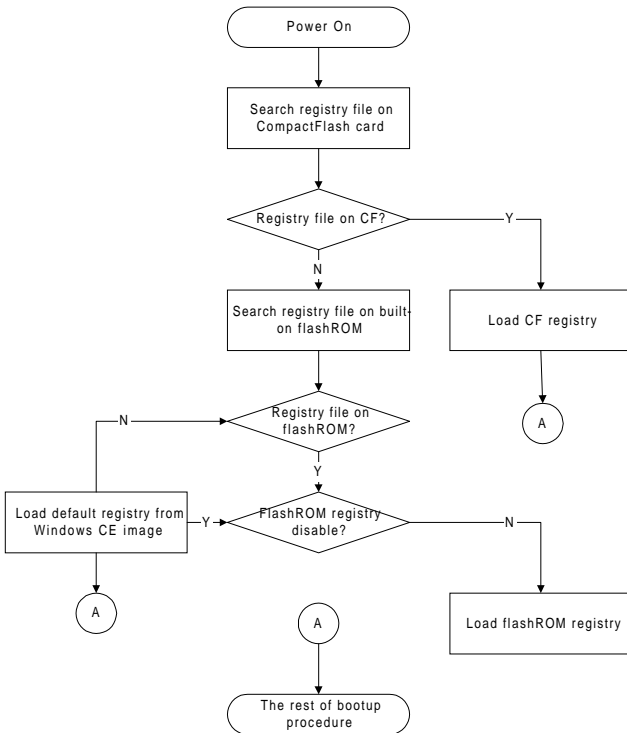 Power On
Search registry file on
CompactFlash card
Registry file on CF?
Y
N
Search registry file on built-
on flashROM
Load CF registry
A
Registry file on
flashROM?
N
Y
Load default registry from
Windows CE image
Y
FlashROM registry
disable?
N
A
A
Load flashROM registry
The rest of bootup
procedure